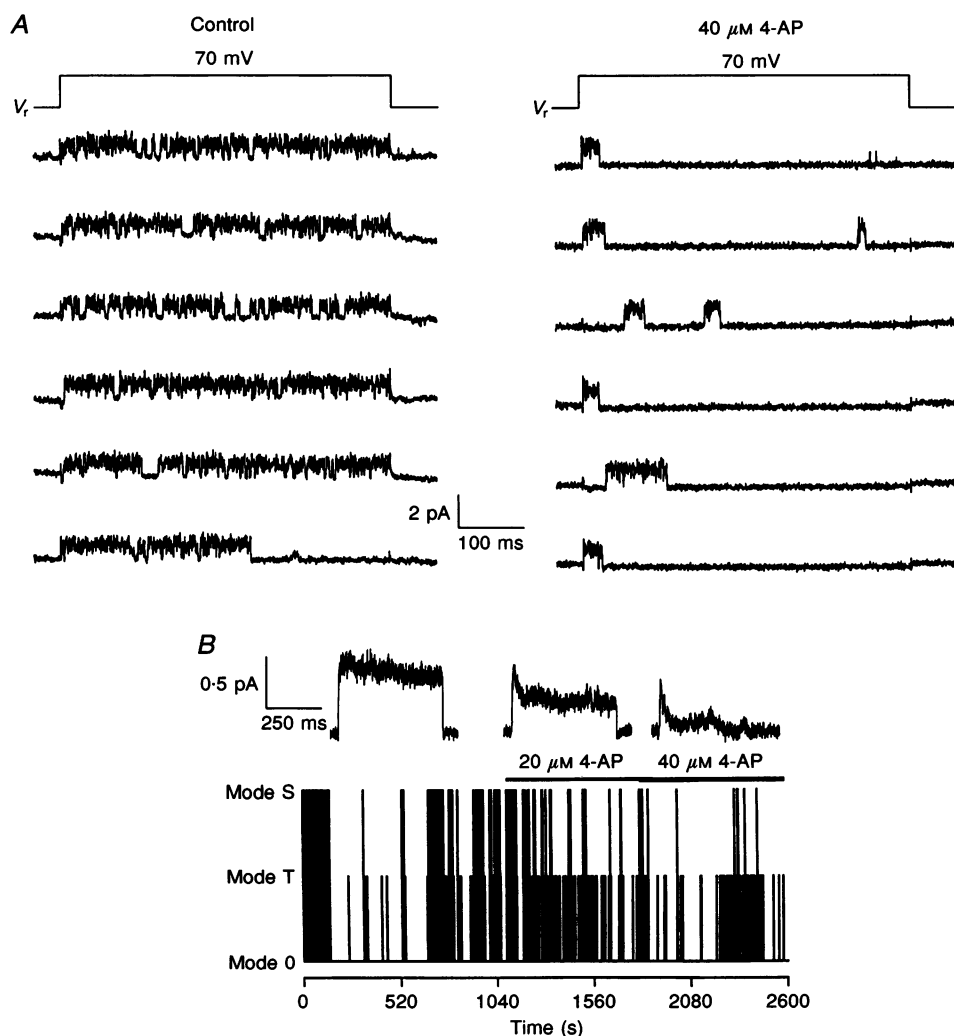 A
Control
40 μM 4-AP
70 mV
70 mV
Vr
Vr
2 pA
100 ms
B
0·5 pA
250 ms
20 μM 4-AP
40 μM 4-AP
Mode S
Mode T
Mode 0
0
520
1040
1560
2080
2600
Time (s)